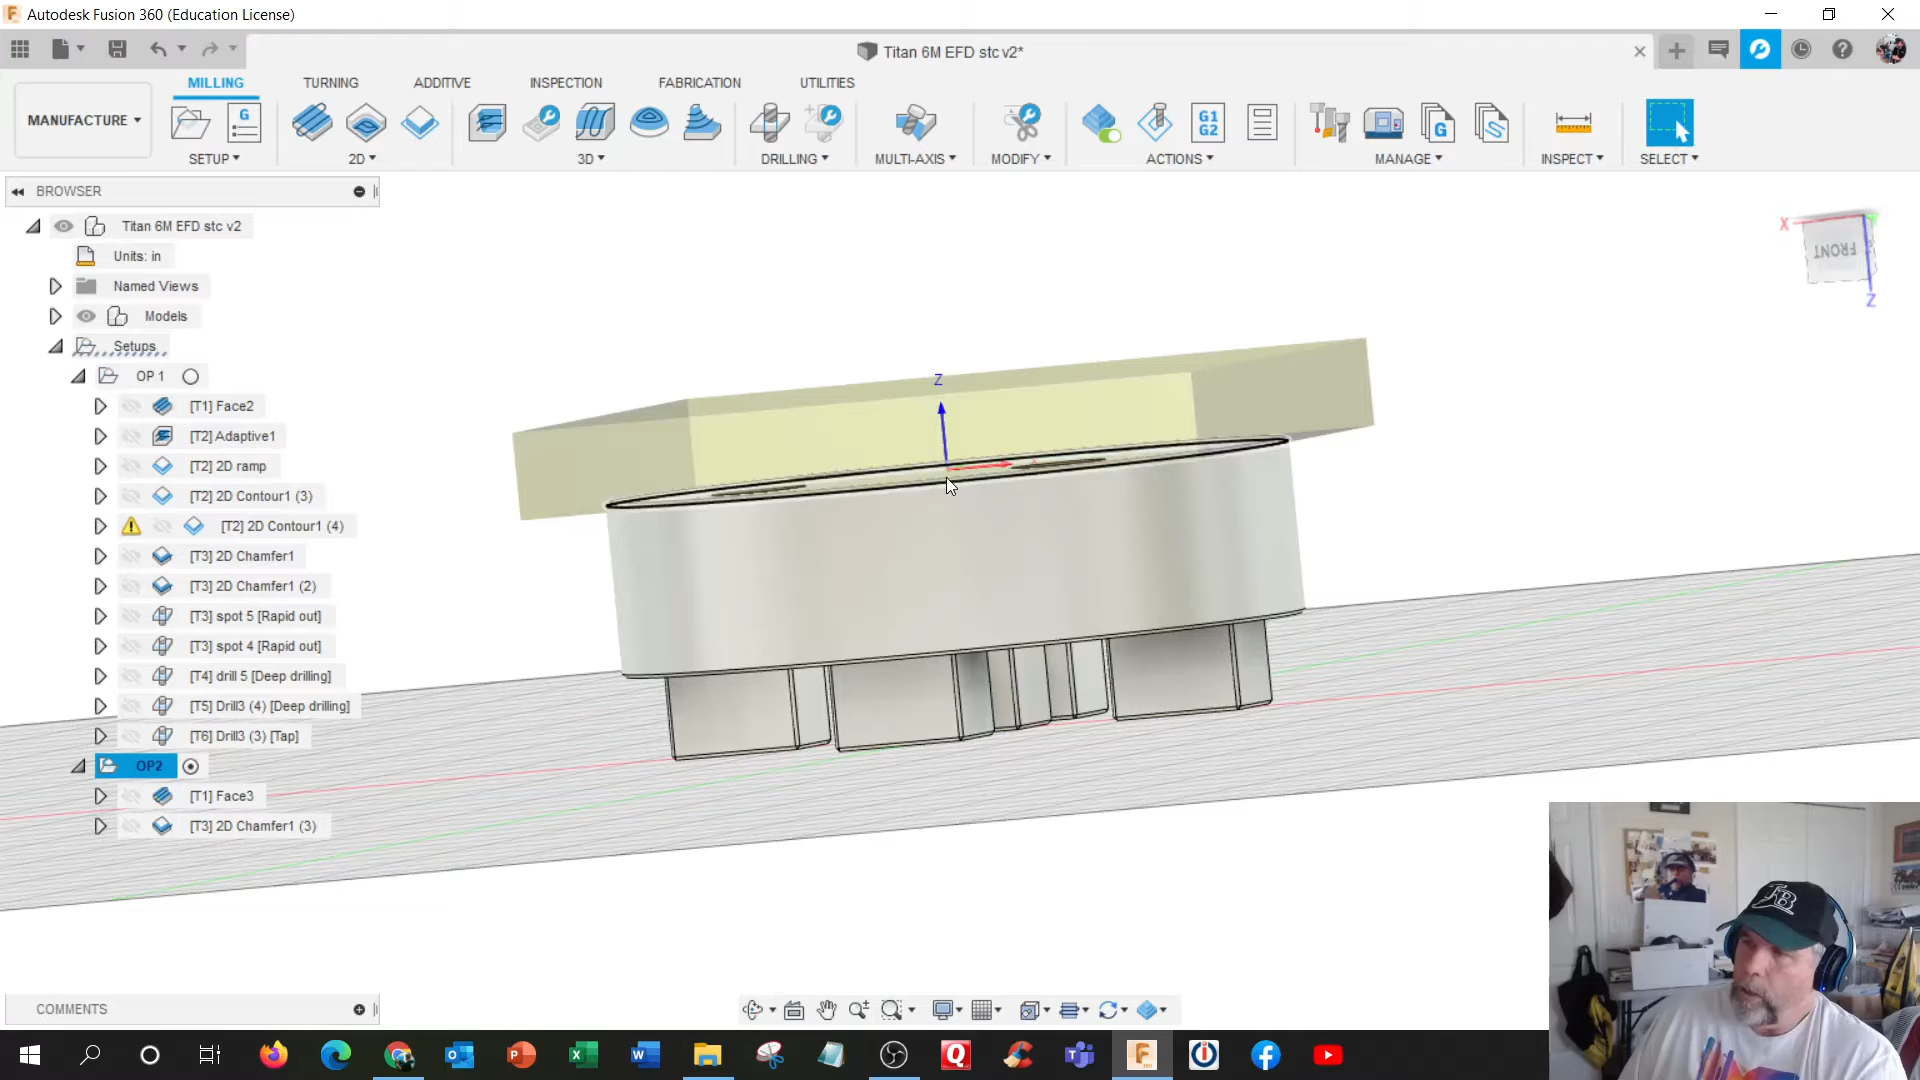 Autodesk Fusion 360 (Education License)
Titan 6M EFD stc v2*
MILLING TURNING ADDITIVE INSPECTION FABRICATION UTILITIES
MANUFACTURE
G
G1
G2
G
SETUP 2D 3D DRILLING MULTI-AXIS MODIFY ACTIONS MANAGE INSPECT SELECT
BROWSER
Titan 6M EFD stc v2
Units: in
Named Views
Models
Setups
OP 1
[T1] Face2
[T2] Adaptive1
[T2] 2D ramp
[T2] 2D Contour1 (3)
[T2] 2D Contour1 (4)
[T3] 2D Chamfer1
[T3] 2D Chamfer1 (2)
[T3] spot 5 [Rapid out]
[T3] spot 4 [Rapid out]
[T4] drill 5 [Deep drilling]
[T5] Drill3 (4) [Deep drilling]
[T6] Drill3 (3) [Tap]
OP2
[T1] Face3
[T3] 2D Chamfer1 (3)
Z
X
FRONT
Z
TB
COMMENTS